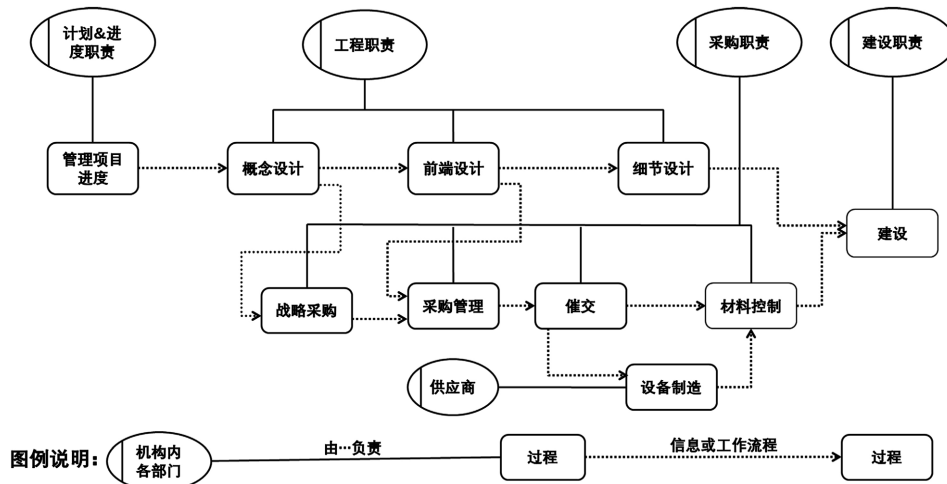 计划&进
度职责
工程职责
采购职责
建设职责
管理项目
进度
概念设计
前端设计
细节设计
建设
战略采购
采购管理
催交
材料控制
供应商
设备制造
图例说明：
机构内
各部门
由…负责
过程
信息或工作流程
过程